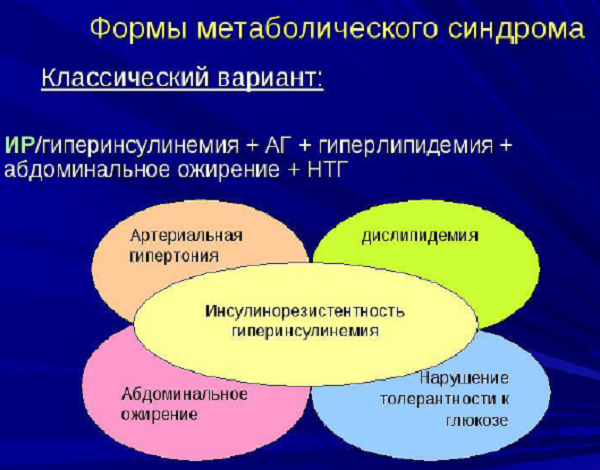 Формы метаболического синдрома
Классический вариант:
ИР/гиперинсулинемия + АГ + гиперлипидемия +
абдоминальное ожирение + НТГ
Артериальная
гипертония
дислипидемия
Инсулинорезистентность
гиперинсулинемия
Абдоминальное
ожирение
Нарушение
толерантности к
глюкозе